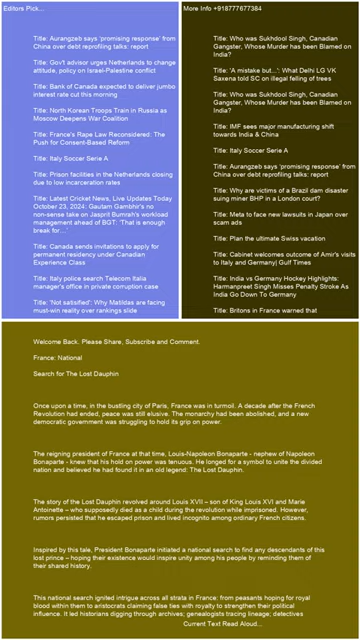 Editors Pick...
Title: Aurangzeb says 'promising response' from
China over debt reprofiling talks: report
Title: Gov't advisor urges Netherlands to change
attitude, policy on Israel-Palestine conflict
Title: Bank of Canada expected to deliver jumbo
interest rate cut this morning
Title: North Korean Troops Train in Russia as
Moscow Deepens War Coalition
Title: France's Rape Law Reconsidered: The
Push for Consent-Based Reform
Title: Italy Soccer Serie A
Title: Prison facilities in the Netherlands closing
due to low incarceration rates
Title: Latest Cricket News, Live Updates Today
October 23, 2024: Gautam Gambhir's no
non-sense take on Jasprit Bumrah's workload
management ahead of BGT: 'That is enough
break for....'
Title: Canada sends invitations to apply for
permanent residency under Canadian
Experience Class
Title: Italy police search Telecom Italia
manager's office in private corruption case
Title: 'Not satisified': Why Matildas are facing
must-win reality over rankings slide
More Info +918777677384
Title: Who was Sukhdool Singh, Canadian
Gangster, Whose Murder has been Blamed on
India?
Title: 'A mistake but...': What Delhi LG VK
Saxena told SC on illegal felling of trees
Title: Who was Sukhdool Singh, Canadian
Gangster, Whose Murder has been Blamed on
India?
Title: IMF sees major manufacturing shift
towards India & China
Title: Italy Soccer Serie A
Title: Aurangzeb says 'promising response' from
China over debt reprofiling talks: report
Title: Why are victims of a Brazil dam disaster
suing miner BHP in a London court?
Title: Meta to face new lawsuits in Japan over
scam ads
Title: Plan the ultimate Swiss vacation
Title: Cabinet welcomes outcome of Amir's visits
to Italy and Germany| Gulf Times
Title: India vs Germany Hockey Highlights:
Harmanpreet Singh Misses Penalty Stroke As
India Go Down To Germany
Title: Britons in France warned that
Welcome Back. Please Share, Subscribe and Comment.
France: National
Search for The Lost Dauphin
Once upon a time, in the bustling city of Paris, France was in turmoil. A decade after the French
Revolution had ended, peace was still elusive. The monarchy had been abolished, and a new
democratic government was struggling to hold its grip on power.
The reigning president of France at that time, Louis-Napoleon Bonaparte - nephew of Napoleon
Bonaparte - knew that his hold on power was tenuous. He longed for a symbol to unite the divided
nation and believed he had found it in an old legend: The Lost Dauphin.
The story of the Lost Dauphin revolved around Louis XVII – son of King Louis XVI and Marie
Antoinette – who supposedly died as a child during the revolution while imprisoned. However,
rumors persisted that he escaped prison and lived incognito among ordinary French citizens.
Inspired by this tale, President Bonaparte initiated a national search to find any descendants of this
lost prince – hoping their existence would inspire unity among his people by reminding them of
their shared history.
This national search ignited intrigue across all strata in France: from peasants hoping for royal
blood within them to aristocrats claiming false ties with royalty to strengthen their political
influence. It led historians digging through archives; genealogists tracing lineage; detectives
Current Text Read Aloud...